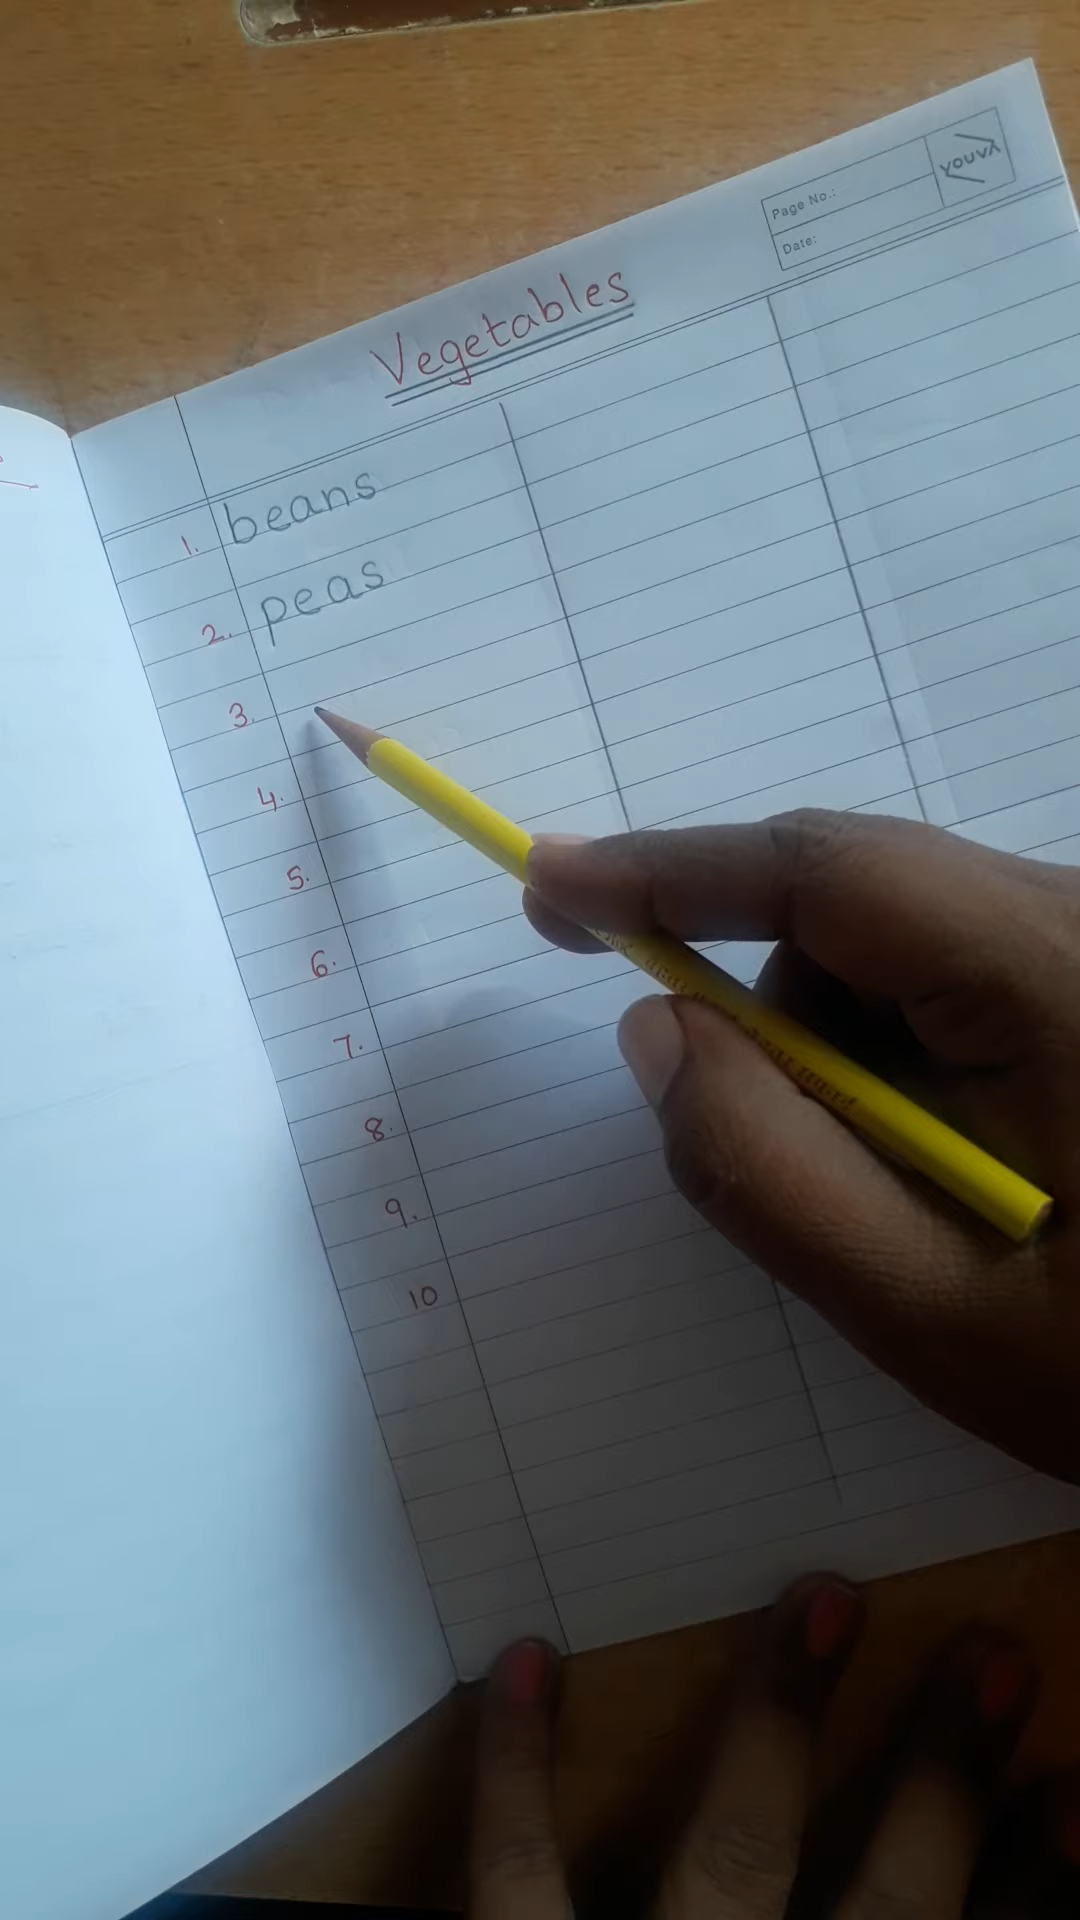 Page No.:
Date:
YOUVA
Vegetables
1. beans
2. peas
3.
4.
5.
6.
7.
8.
9.
10